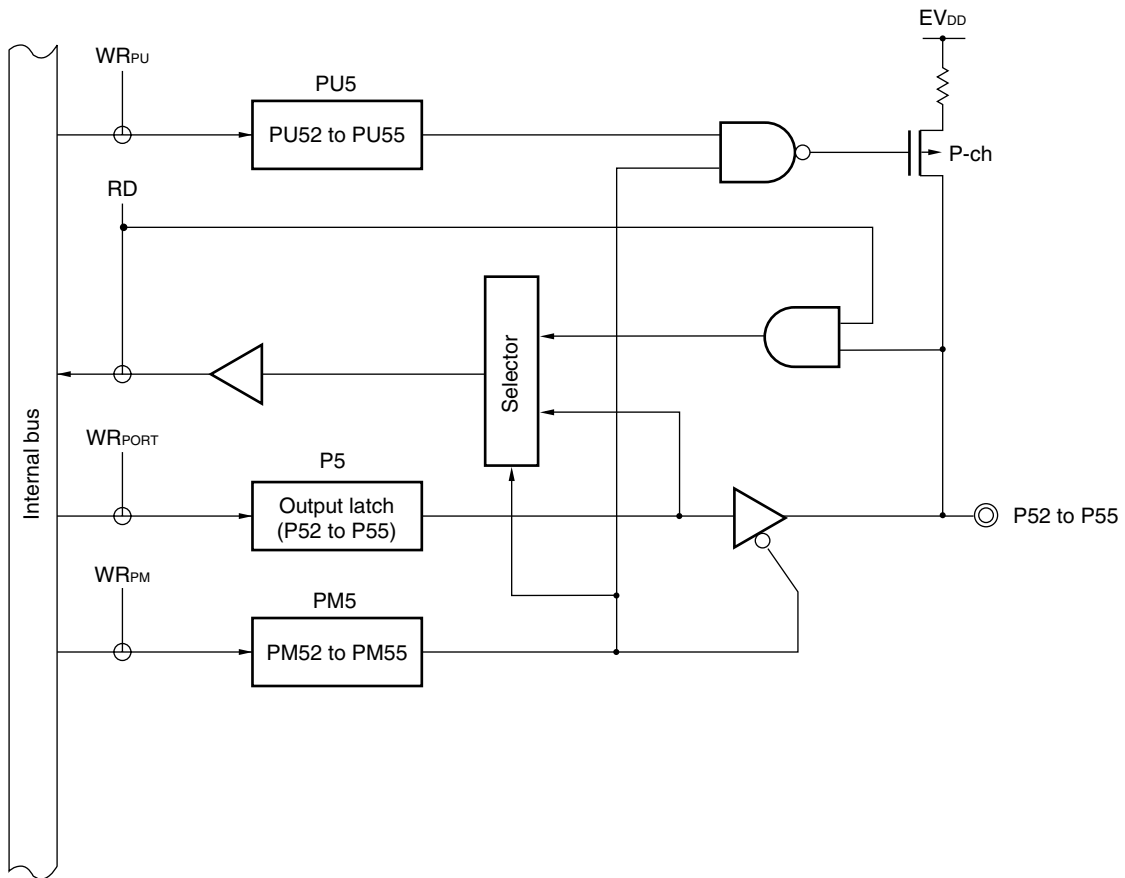 EVDD
WRPU
PU5
PU52 to PU55
P-ch
RD
Selector
Internal bus
WRPORT
P5
Output latch
(P52 to P55)
P52 to P55
WRPM
PM5
PM52 to PM55